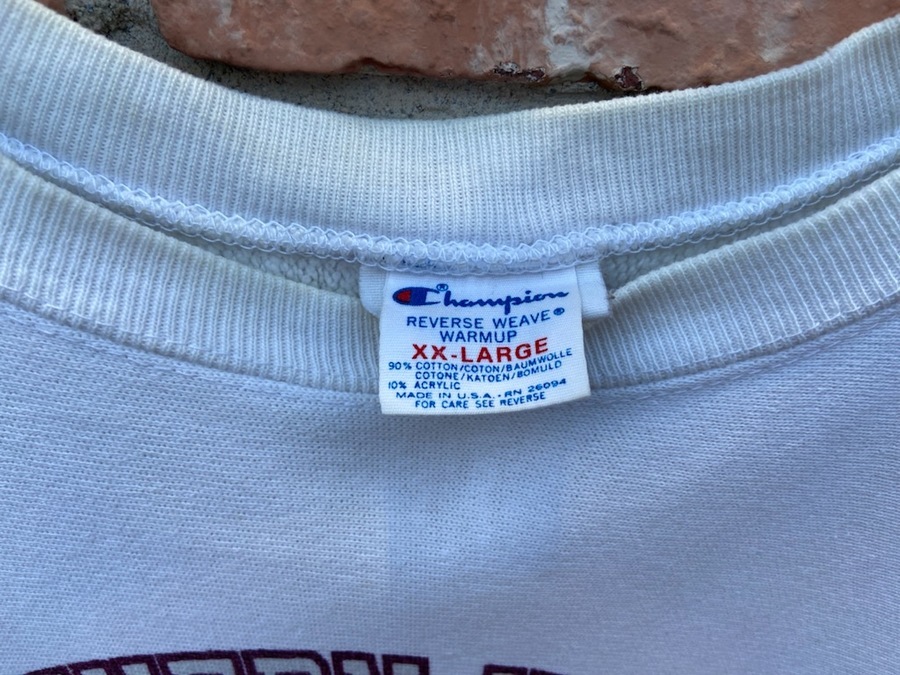 Champion®
REVERSE WEAVE®
WARMUP
XX-LARGE
90% COTTON/COTON/BAUMWOLLE
COTONE/KATOEN/BOMULD
10% ACRYLIC
MADE IN U.S.A. - RN 26094
FOR CARE SEE REVERSE